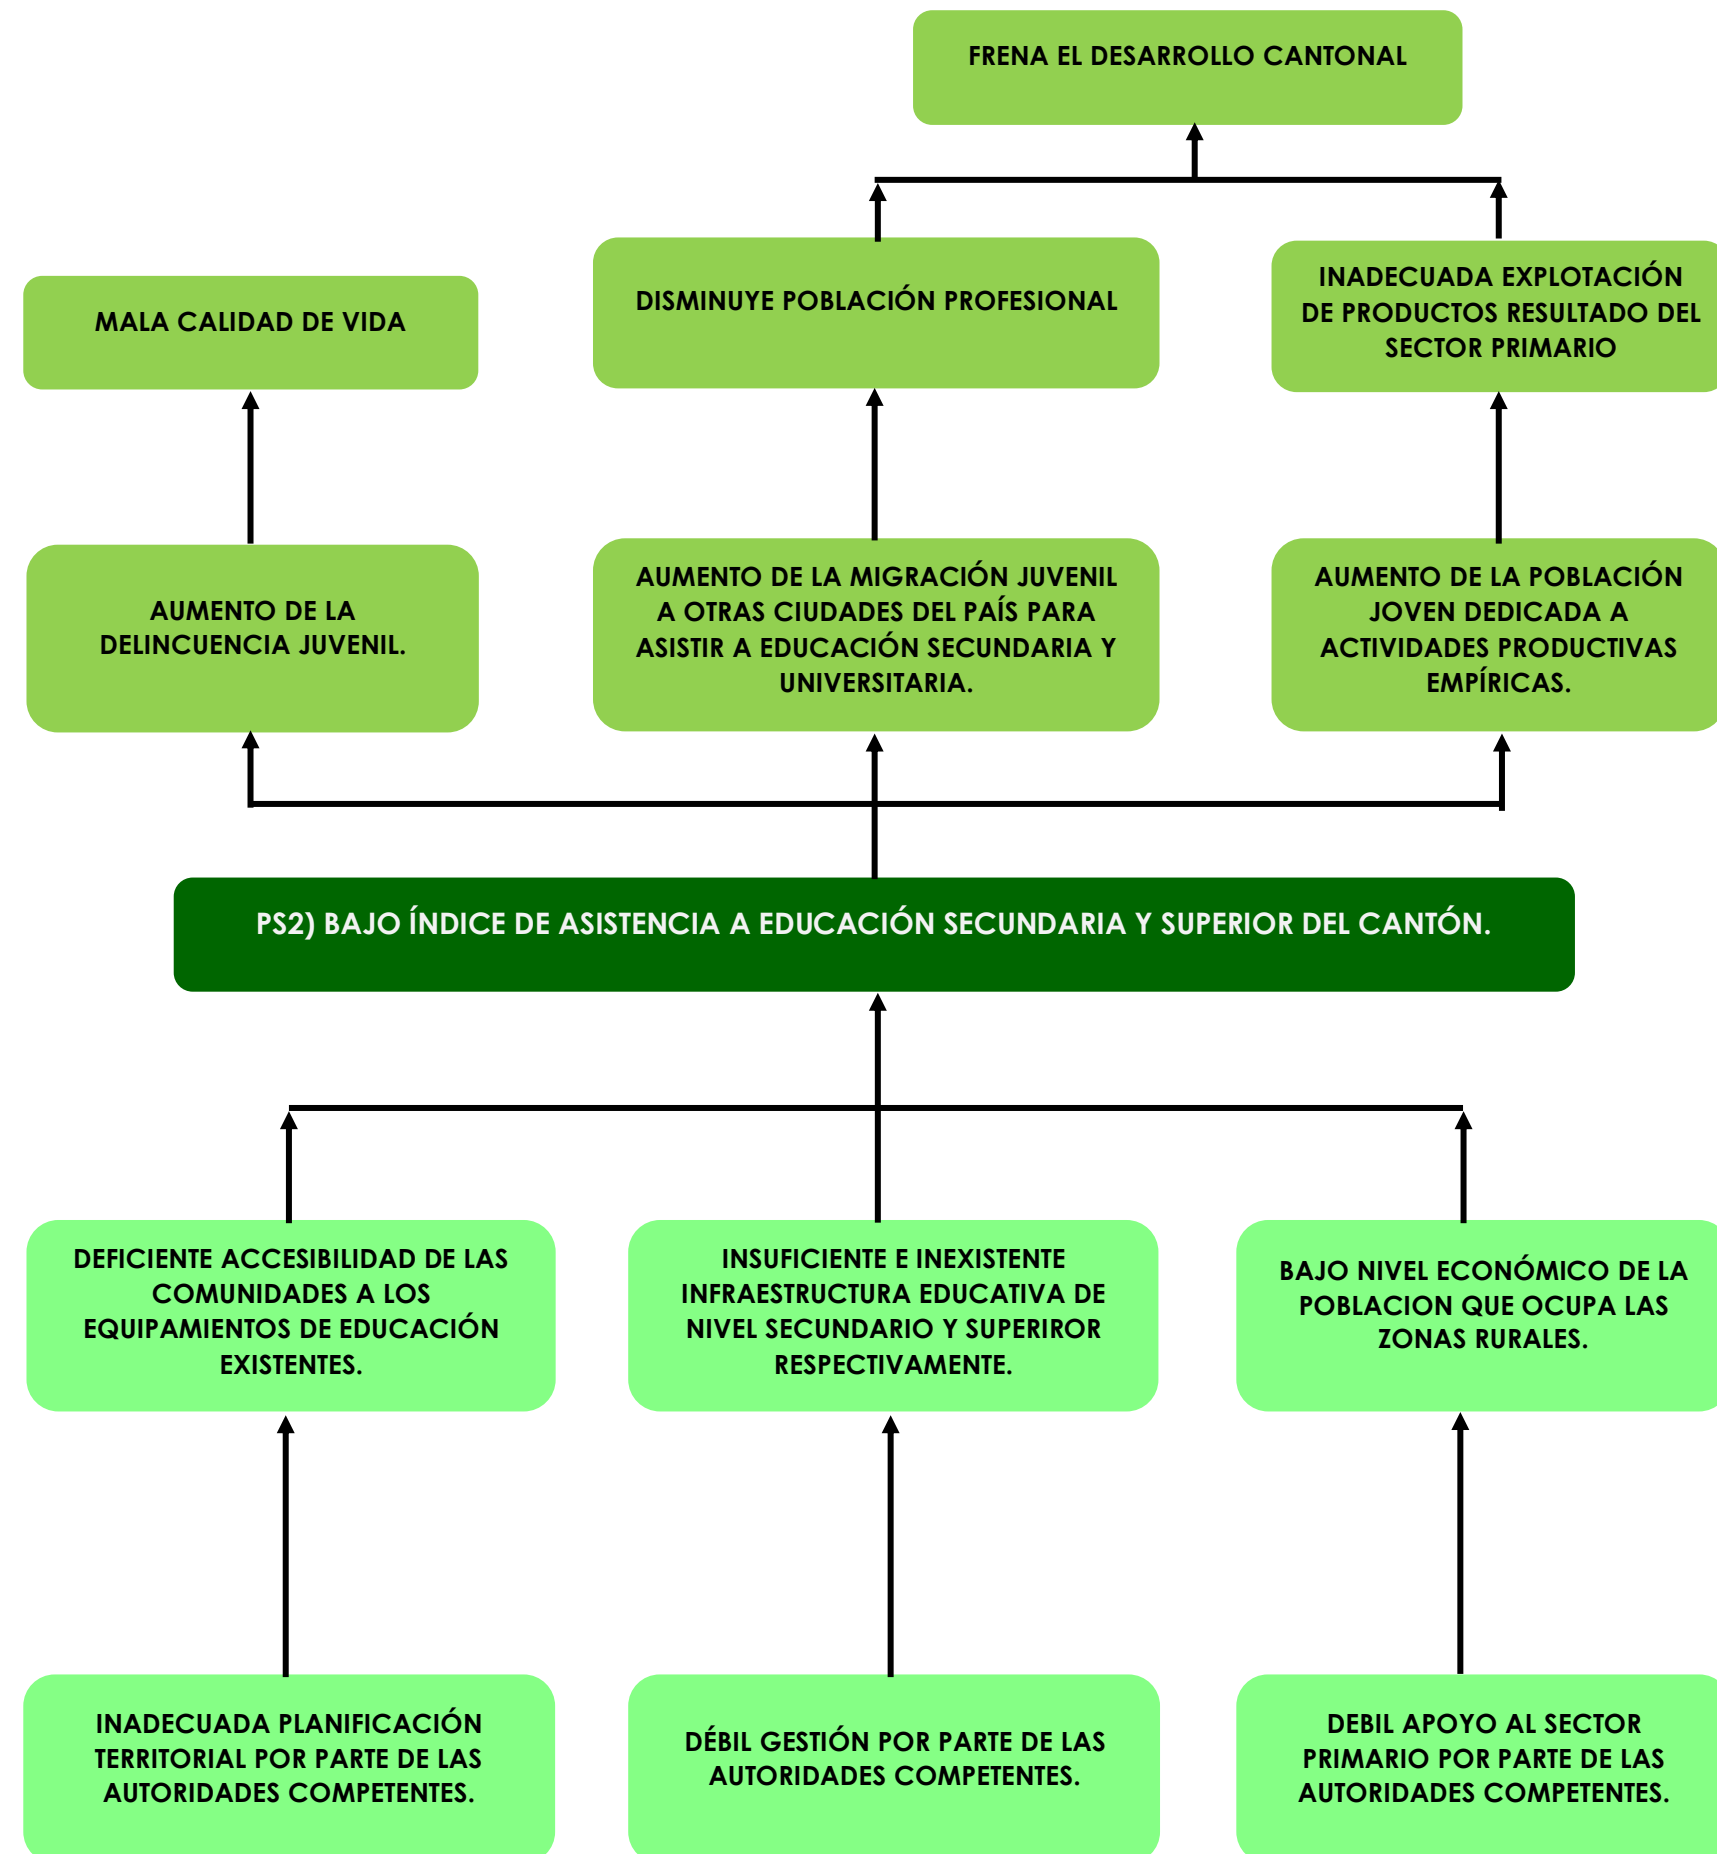 FRENA EL DESARROLLO CANTONAL
MALA CALIDAD DE VIDA
DISMINUYE POBLACIÓN PROFESIONAL
INADECUADA EXPLOTACIÓN
DE PRODUCTOS RESULTADO DEL
SECTOR PRIMARIO
AUMENTO DE LA
DELINCUENCIA JUVENIL.
AUMENTO DE LA MIGRACIÓN JUVENIL
A OTRAS CIUDADES DEL PAÍS PARA
ASISTIR A EDUCACIÓN SECUNDARIA Y
UNIVERSITARIA.
AUMENTO DE LA POBLACIÓN
JOVEN DEDICADA A
ACTIVIDADES PRODUCTIVAS
EMPÍRICAS.
PS2) BAJO ÍNDICE DE ASISTENCIA A EDUCACIÓN SECUNDARIA Y SUPERIOR DEL CANTÓN.
DEFICIENTE ACCESIBILIDAD DE LAS
COMUNIDADES A LOS
EQUIPAMIENTOS DE EDUCACIÓN
EXISTENTES.
INSUFICIENTE E INEXISTENTE
INFRAESTRUCTURA EDUCATIVA DE
NIVEL SECUNDARIO Y SUPERIROR
RESPECTIVAMENTE.
BAJO NIVEL ECONÓMICO DE LA
POBLACION QUE OCUPA LAS
ZONAS RURALES.
INADECUADA PLANIFICACIÓN
TERRITORIAL POR PARTE DE LAS
AUTORIDADES COMPETENTES.
DÉBIL GESTIÓN POR PARTE DE LAS
AUTORIDADES COMPETENTES.
DEBIL APOYO AL SECTOR
PRIMARIO POR PARTE DE LAS
AUTORIDADES COMPETENTES.